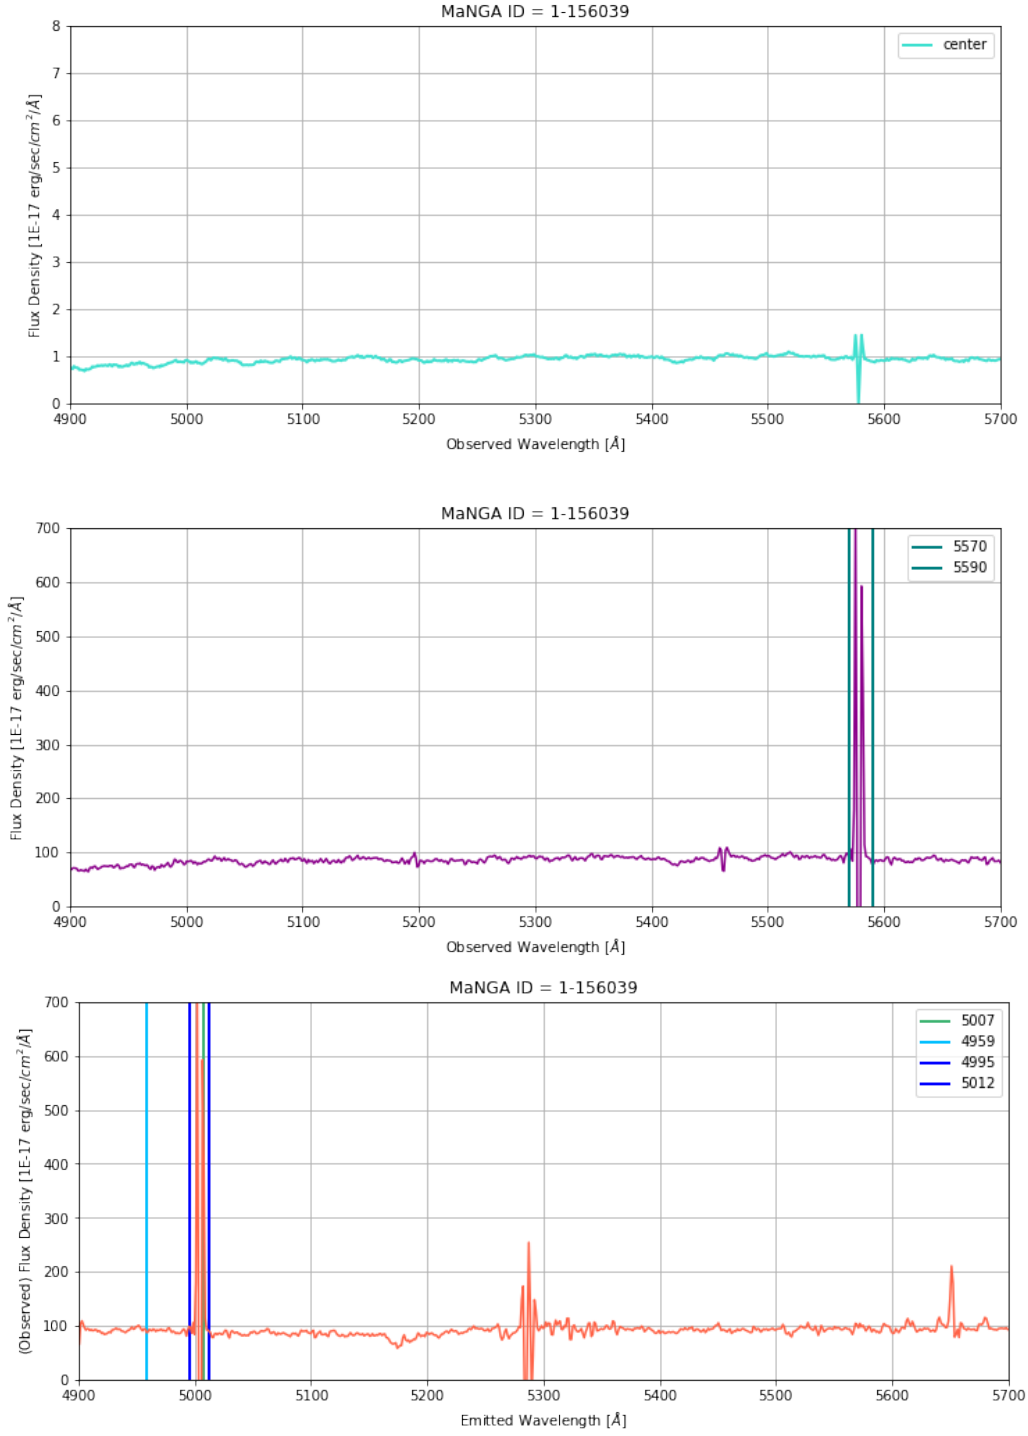 MaNGA ID = 1-156039
8
7
6
5
4
3
2
1
0
Flux Density [1E-17 erg/sec/cm²/Å]
center
4900 5000 5100 5200 5300 5400 5500 5600 5700
Observed Wavelength [Å]
MaNGA ID = 1-156039
700
600
500
400
300
200
100
0
Flux Density [1E-17 erg/sec/cm²/Å]
5570
5590
4900 5000 5100 5200 5300 5400 5500 5600 5700
Observed Wavelength [Å]
MaNGA ID = 1-156039
700
600
500
400
300
200
100
0
(Observed) Flux Density [1E-17 erg/sec/cm²/Å]
5007
4959
4995
5012
4900 5000 5100 5200 5300 5400 5500 5600 5700
Emitted Wavelength [Å]